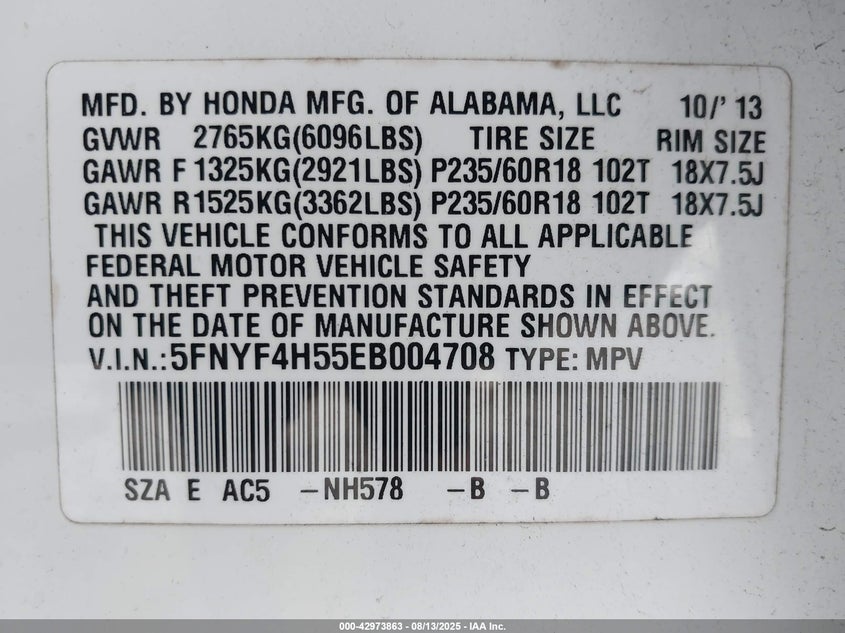 MFD. BY HONDA MFG. OF ALABAMA, LLC 10/' 13
GVWR 2765KG(6096LBS) TIRE SIZE RIM SIZE
GAWR F 1325KG(2921LBS) P235/60R18 102T 18X7.5J
GAWR R1525KG(3362LBS) P235/60R18 102T 18X7.5J
THIS VEHICLE CONFORMS TO ALL APPLICABLE
FEDERAL MOTOR VEHICLE SAFETY
AND THEFT PREVENTION STANDARDS IN EFFECT
ON THE DATE OF MANUFACTURE SHOWN ABOVE.
V.I.N.:5FNYF4H55EB004708 TYPE: MPV
SZA E AC5 -NH578 -B -B
000-42973863 - 08/13/2025 - IAA Inc.